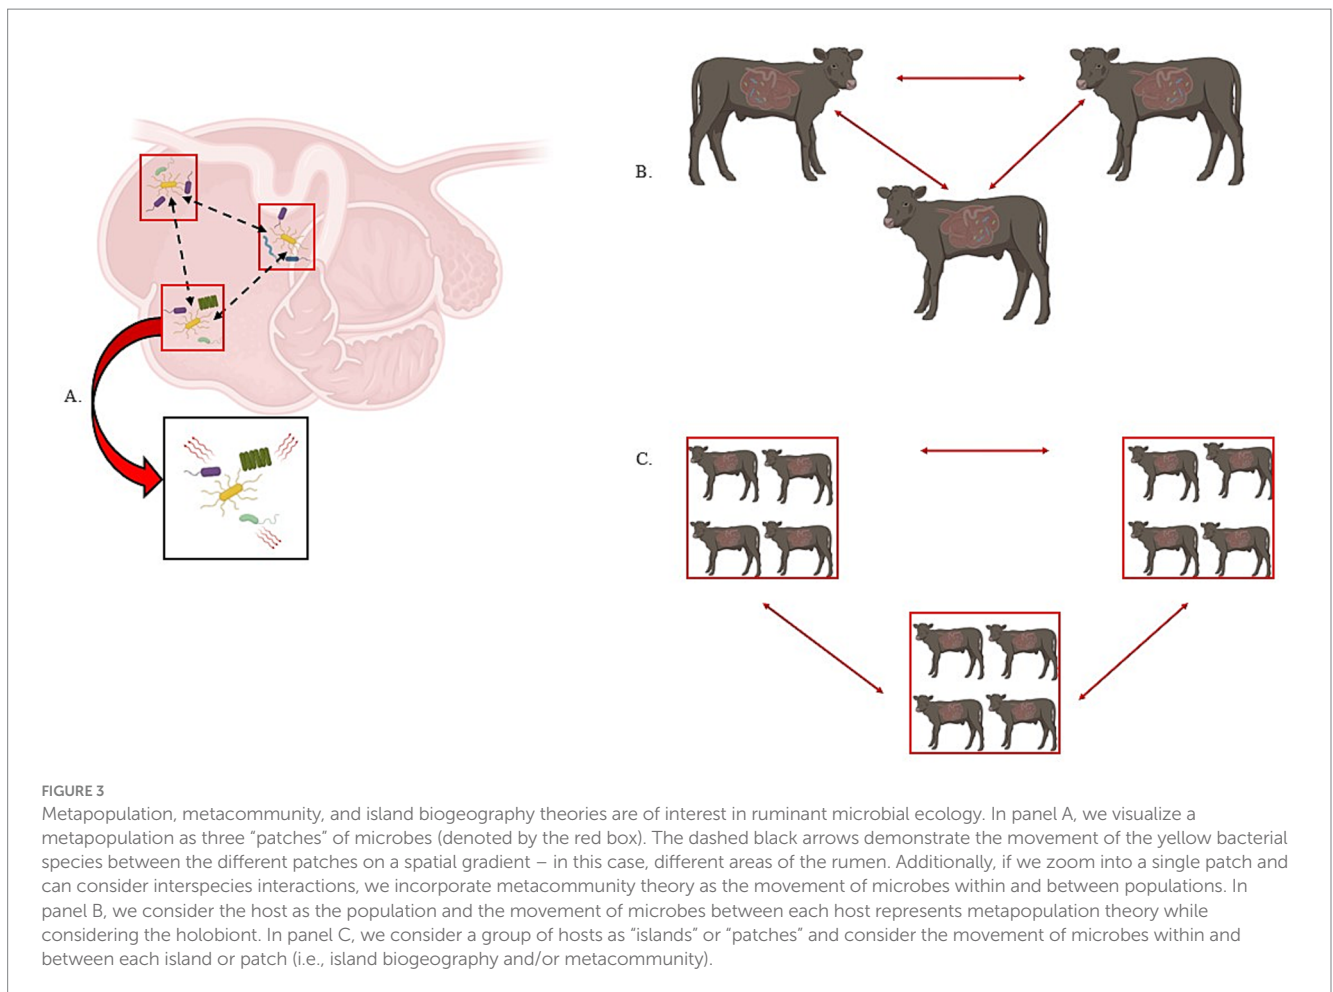 B.
A.
C.
FIGURE 3
Metapopulation, metacommunity, and island biogeography theories are of interest in ruminant microbial ecology. In panel A, we visualize a
metapopulation as three “patches” of microbes (denoted by the red box). The dashed black arrows demonstrate the movement of the yellow bacterial
species between the different patches on a spatial gradient – in this case, different areas of the rumen. Additionally, if we zoom into a single patch and
can consider interspecies interactions, we incorporate metacommunity theory as the movement of microbes within and between populations. In
panel B, we consider the host as the population and the movement of microbes between each host represents metapopulation theory while
considering the holobiont. In panel C, we consider a group of hosts as “islands” or “patches” and consider the movement of microbes within and
between each island or patch (i.e., island biogeography and/or metacommunity).